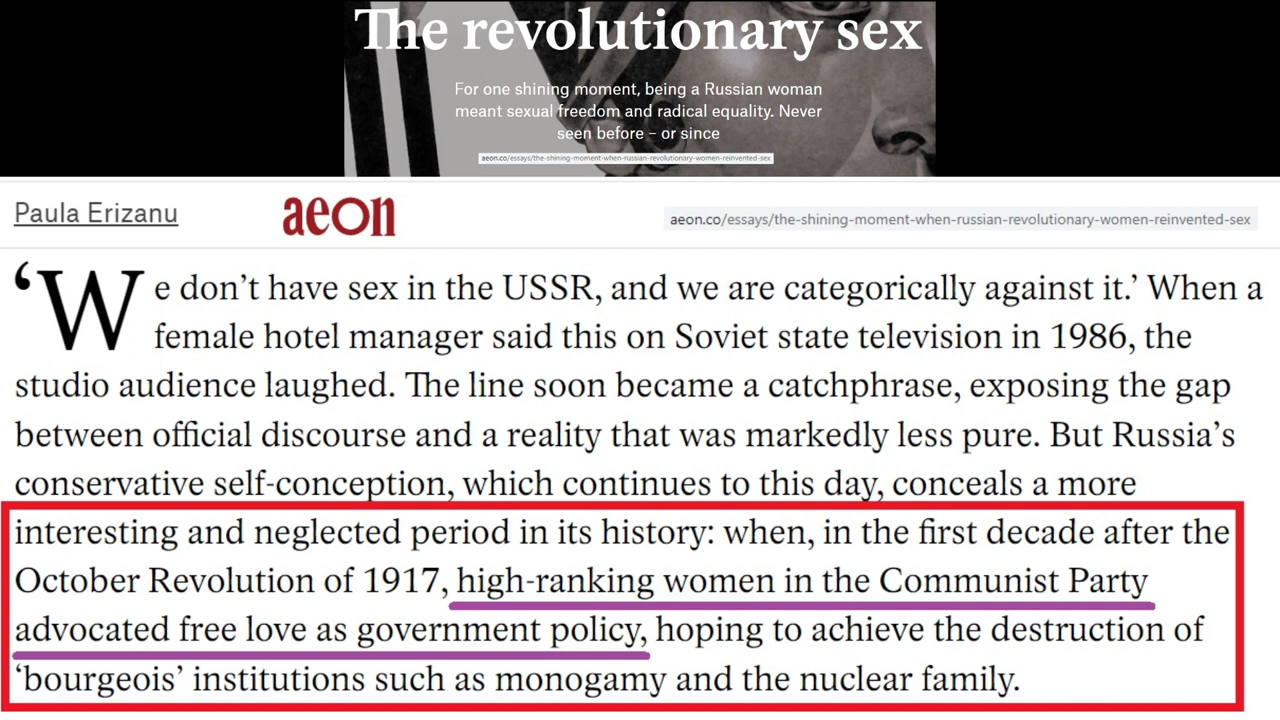 The revolutionary sex
For one shining moment, being a Russian woman
meant sexual freedom and radical equality. Never
seen before – or since
aeon.co/essays/the-shining-moment-when-russian-revolutionary-women-reinvented-sex
Paula Erizanu
aeon
aeon.co/essays/the-shining-moment-when-russian-revolutionary-women-reinvented-sex
‘We don’t have sex in the USSR, and we are categorically against it.’ When a
female hotel manager said this on Soviet state television in 1986, the
studio audience laughed. The line soon became a catchphrase, exposing the gap
between official discourse and a reality that was markedly less pure. But Russia’s
conservative self-conception, which continues to this day, conceals a more
interesting and neglected period in its history: when, in the first decade after the
October Revolution of 1917, high-ranking women in the Communist Party
advocated free love as government policy, hoping to achieve the destruction of
‘bourgeois’ institutions such as monogamy and the nuclear family.